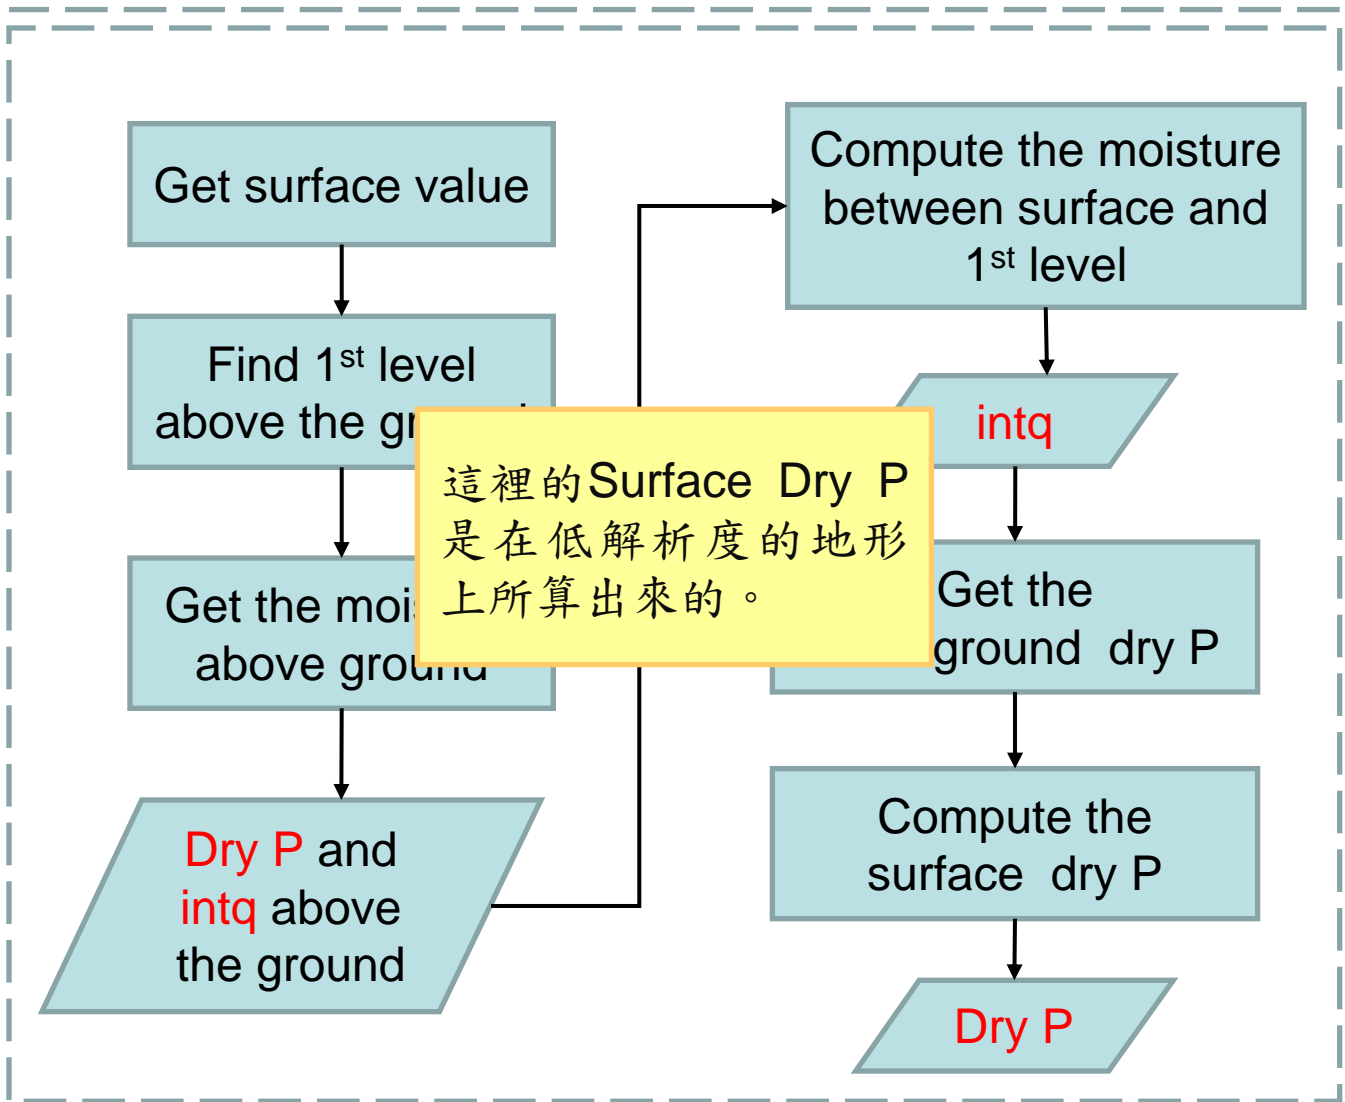 Get surface value
Find 1st level
above the
Get the
above ground
Dry P and
intq above
the ground
Compute the moisture
between surface and
1st level
intq
Get the
ground dry P
Compute the
surface dry P
Dry P
這裡的Surface Dry P
是在低解析度的地形
上所算出來的。